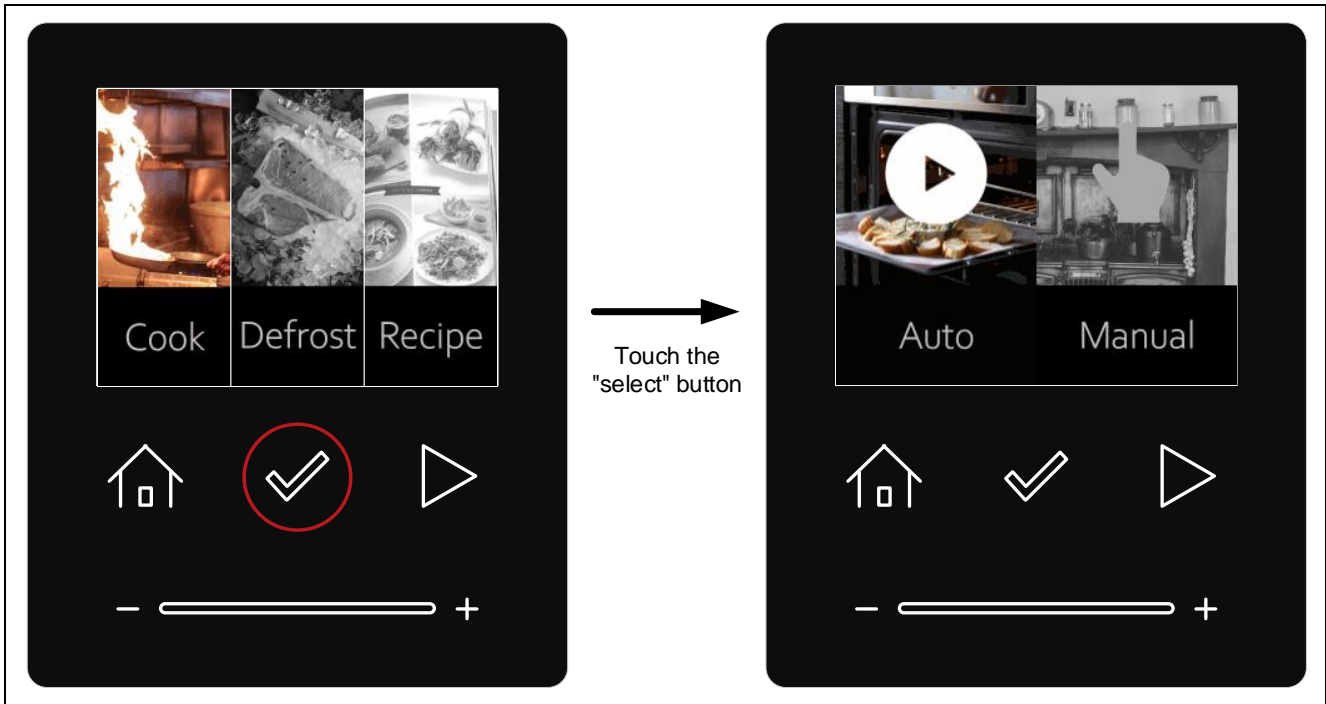 Cook Defrost Recipe
Touch the
"select" button
Auto Manual
- +
- +